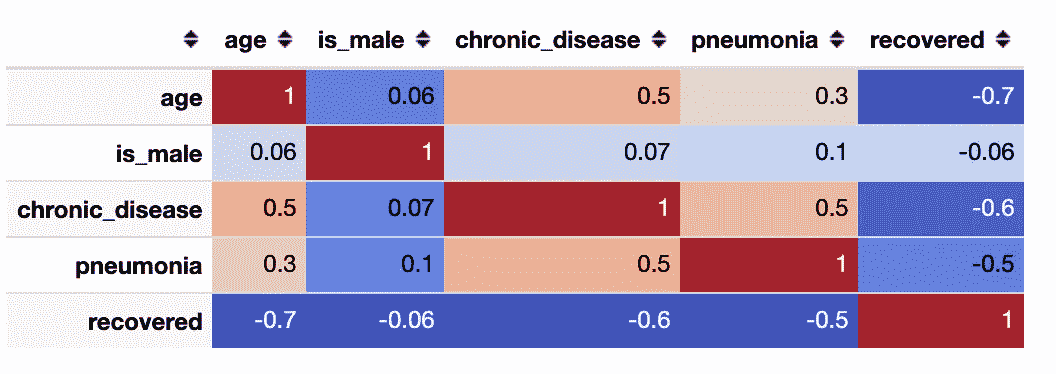 age is_male chronic_disease pneumonia recovered
age 1 0.06 0.5 0.3 -0.7
is_male 0.06 1 0.07 0.1 -0.06
chronic_disease 0.5 0.07 1 0.5 -0.6
pneumonia 0.3 0.1 0.5 1 -0.5
recovered -0.7 -0.06 -0.6 -0.5 1